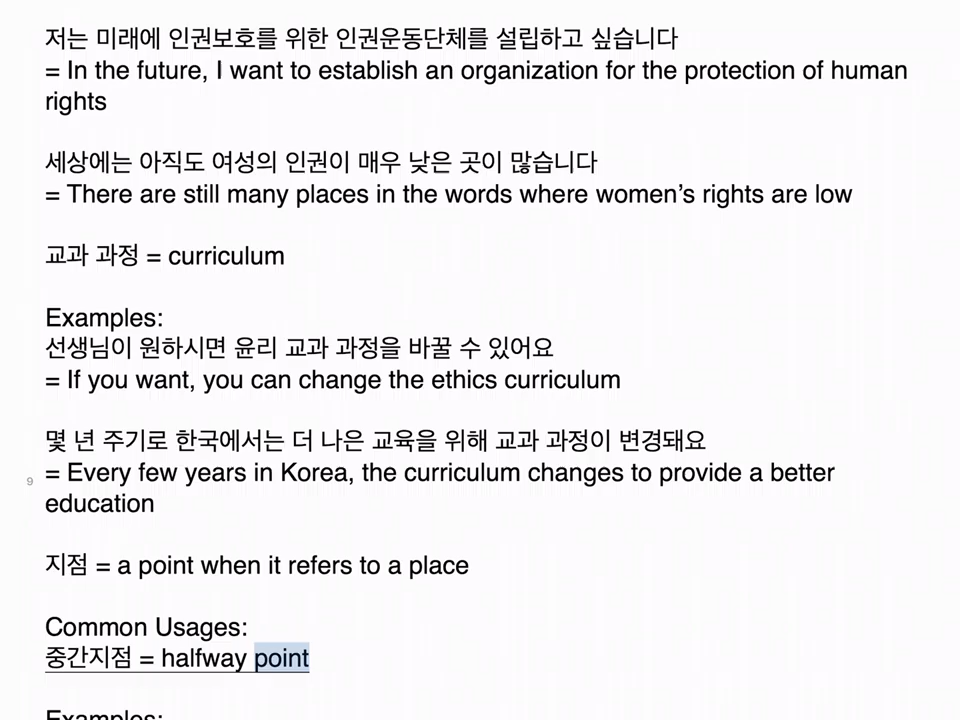 저는 미래에 인권보호를 위한 인권운동단체를 설립하고 싶습니다
= In the future, I want to establish an organization for the protection of human
rights
세상에는 아직도 여성의 인권이 매우 낮은 곳이 많습니다
= There are still many places in the words where women’s rights are low
교과 과정 = curriculum
Examples:
선생님이 원하시면 윤리 교과 과정을 바꿀 수 있어요
= If you want, you can change the ethics curriculum
몇 년 주기로 한국에서는 더 나은 교육을 위해 교과 과정이 변경돼요
9 = Every few years in Korea, the curriculum changes to provide a better
education
지점 = a point when it refers to a place
Common Usages:
중간지점 = halfway point
Examples: